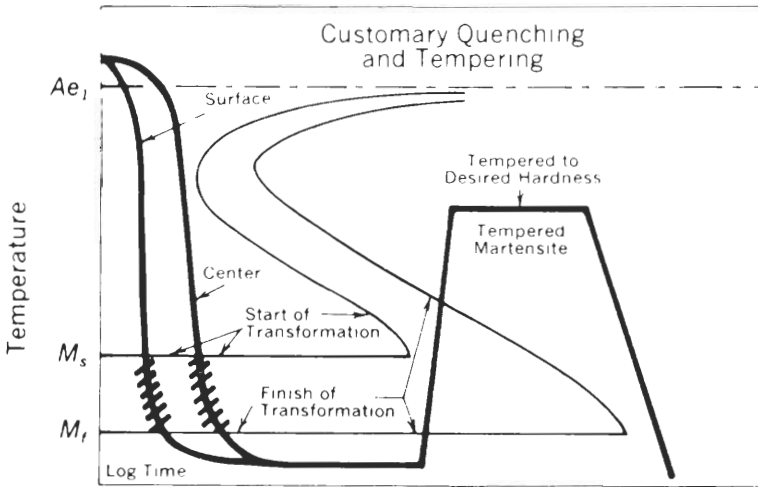 Customary Quenching
and Tempering
Ae₁
Surface
Tempered to
Desired Hardness
Tempered
Martensite
Temperature
Center
Start of
Transformation
Mₛ
Finish of
Transformation
M_f
Log Time